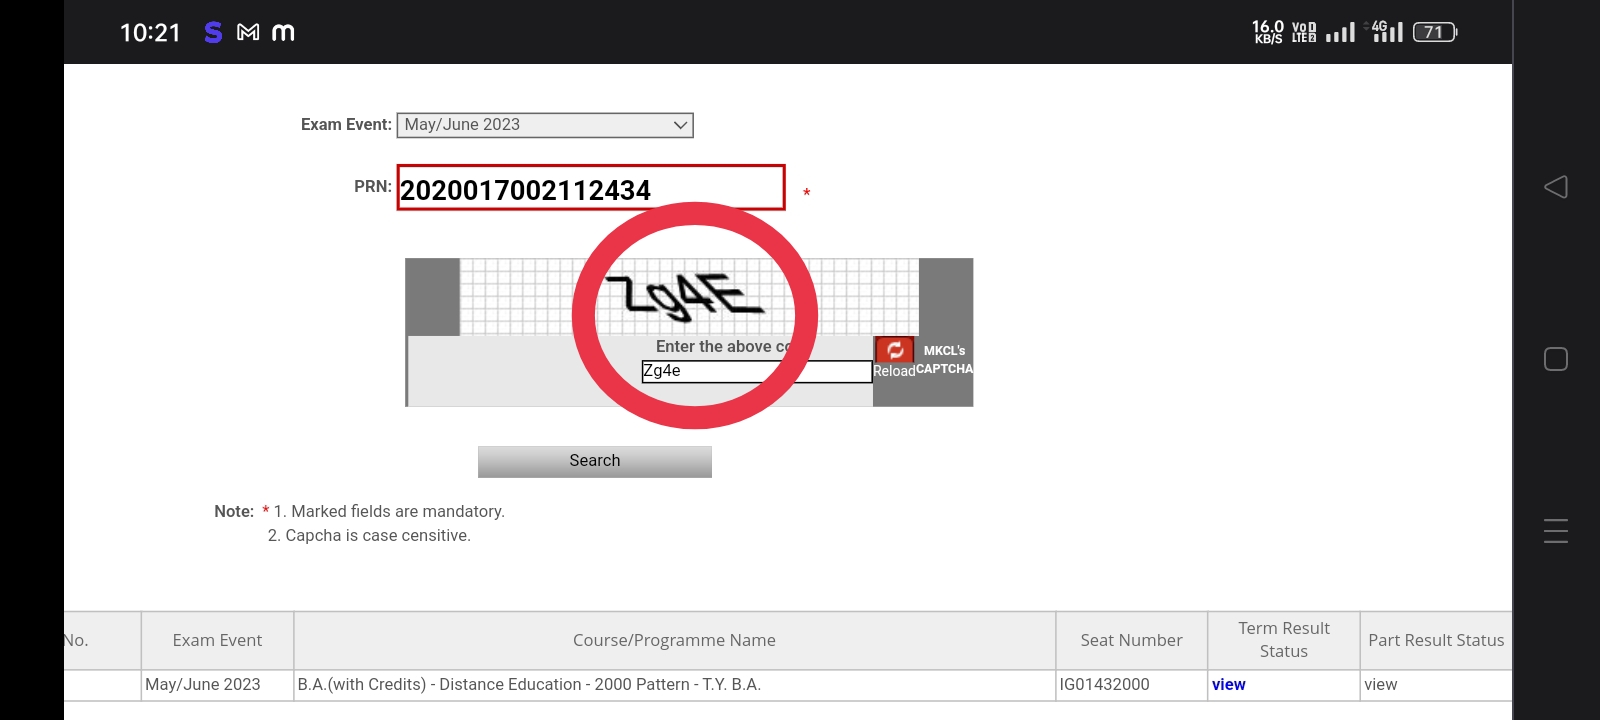 10:21 S M m 16.0 KB/S Vo LTE 4G 71
Exam Event: May/June 2023
PRN: 2020017002112434 *
Zg4E
Enter the above co
Zg4e
Reload
MKCL's
CAPTCHA
Search
Note: * 1. Marked fields are mandatory.
2. Capcha is case censitive.
No. Exam Event Course/Programme Name Seat Number Term Result Status Part Result Status
May/June 2023 B.A.(with Credits) - Distance Education - 2000 Pattern - T.Y. B.A. IG01432000 view view